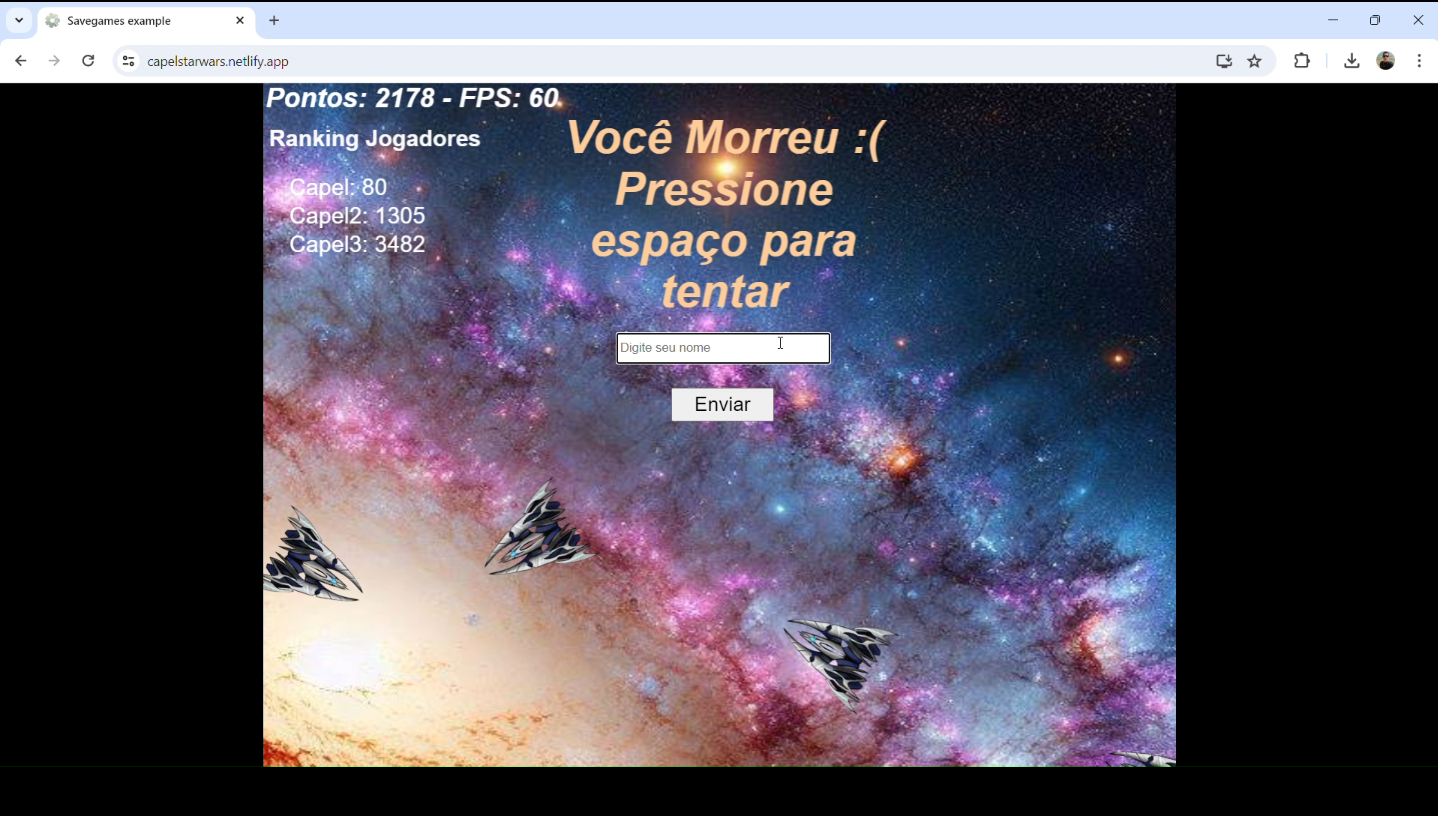 Savegames example
capelstarwars.netlify.app
Pontos: 2178 - FPS: 60
Ranking Jogadores
Capel: 80
Capel2: 1305
Capel3: 3482
Você Morreu :(
Pressione
espaço para
tentar
Digite seu nome
Enviar